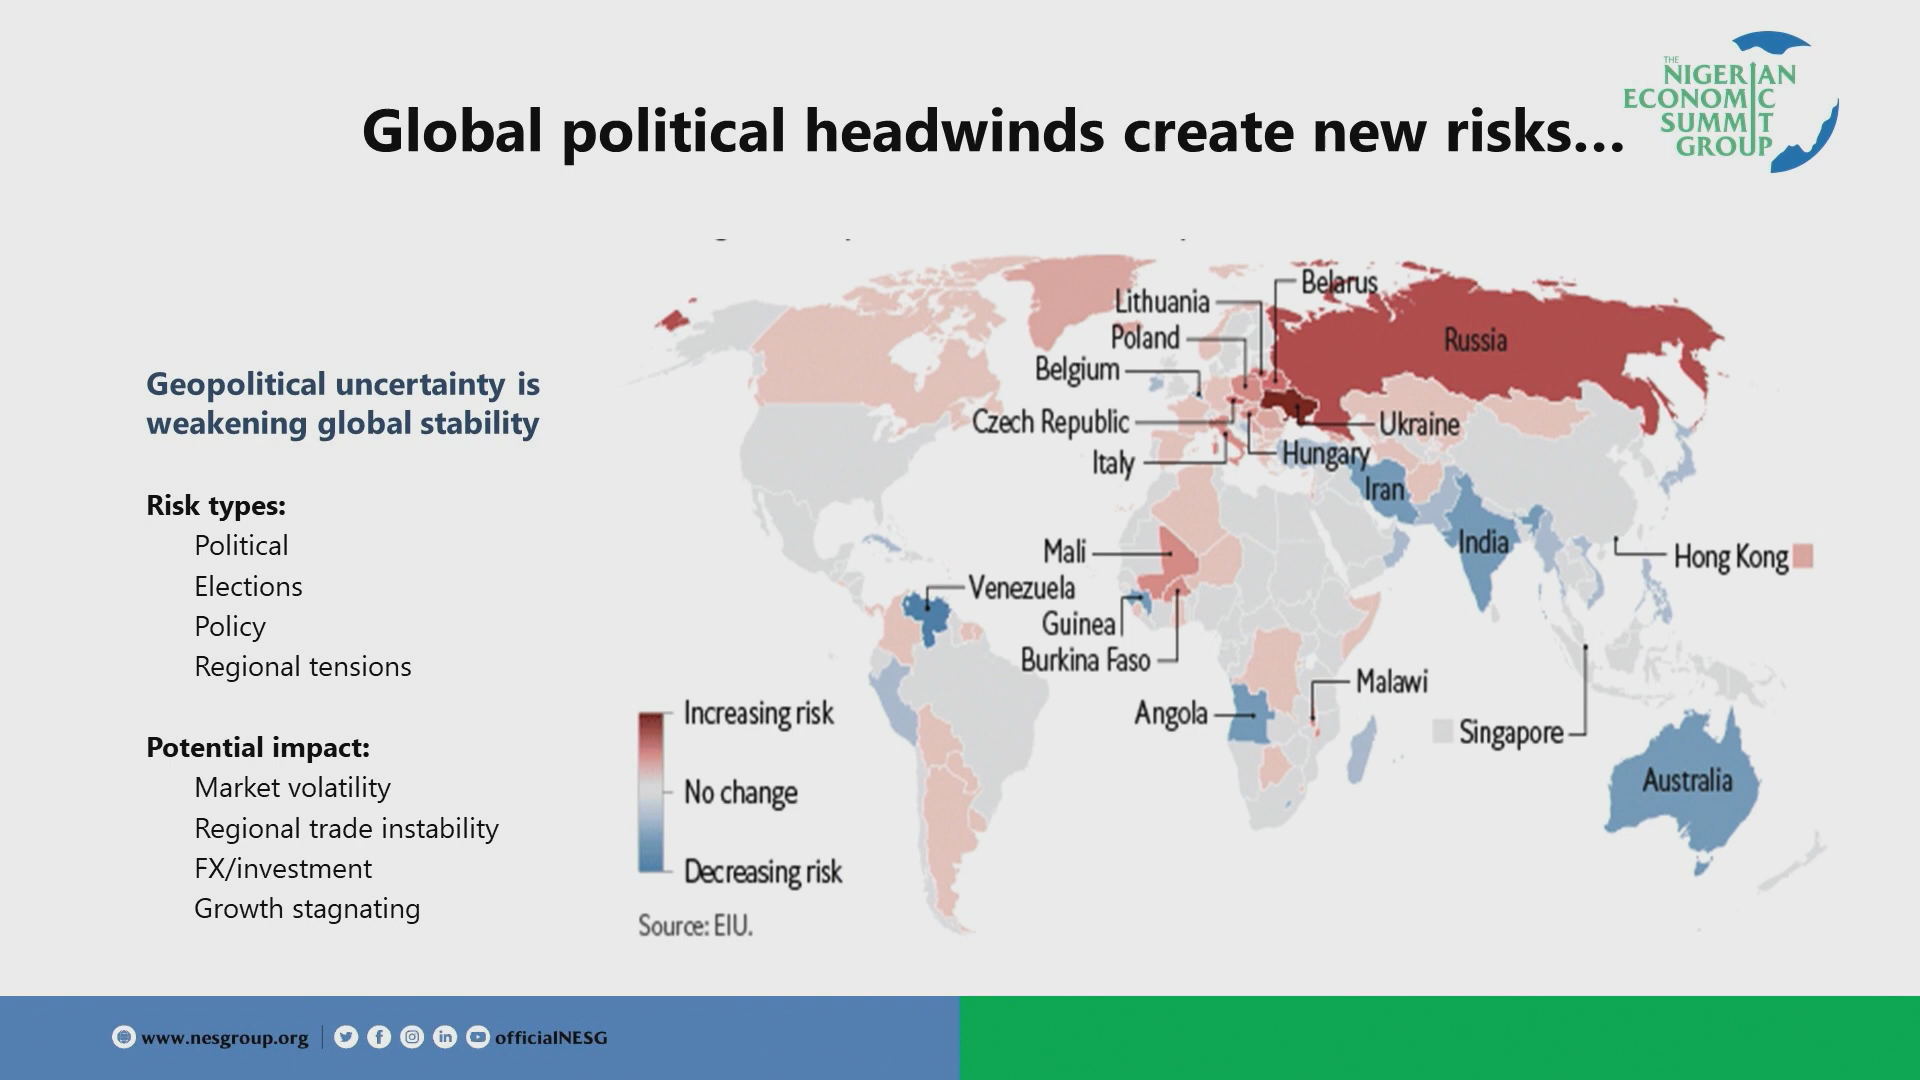 Global political headwinds create new risks...
THE
NIGERIAN
ECONOMIC
SUMMIT
GROUP
Geopolitical uncertainty is
weakening global stability
Risk types:
Political
Elections
Policy
Regional tensions
Potential impact:
Market volatility
Regional trade instability
FX/investment
Growth stagnating
Belarus
Lithuania
Poland
Russia
Belgium
Czech Republic
Ukraine
Italy
Hungary
Iran
India
Mali
Hong Kong
Venezuela
Guinea
Burkina Faso
Malawi
Angola
Singapore
Australia
Increasing risk
No change
Decreasing risk
Source: EIU.
www.nesgroup.org
officialNESG